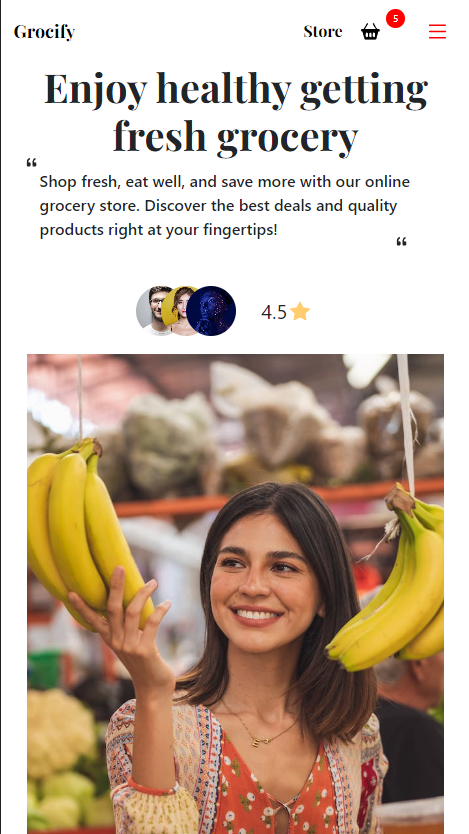 Grocify
Store
5
Enjoy healthy getting
fresh grocery
“
Shop fresh, eat well, and save more with our online
grocery store. Discover the best deals and quality
products right at your fingertips!
“
4.5